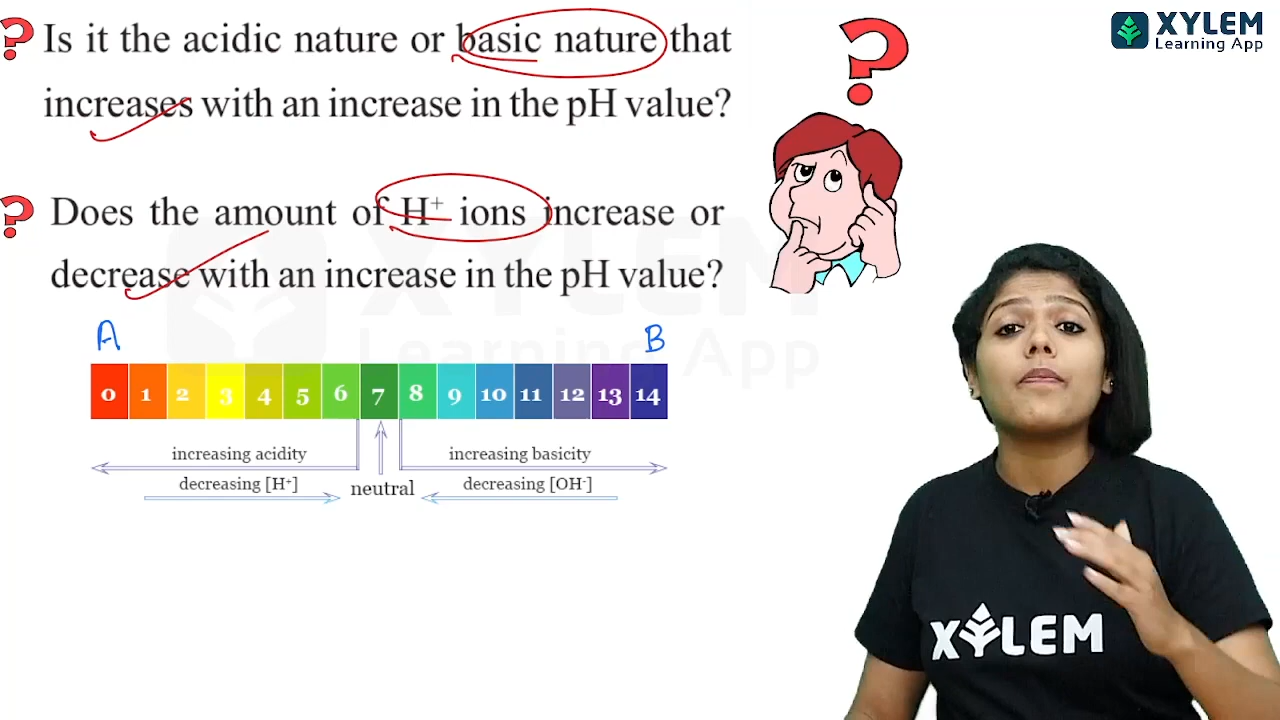 XYLEM
Learning App
Is it the acidic nature or basic nature that
increases with an increase in the pH value?
Does the amount of H⁺ ions increase or
decrease with an increase in the pH value?
XYLEM
Learning App
A B
0 1 2 3 4 5 6 7 8 9 10 11 12 13 14
increasing acidity increasing basicity
decreasing [H⁺] neutral decreasing [OH⁻]
XYLEM